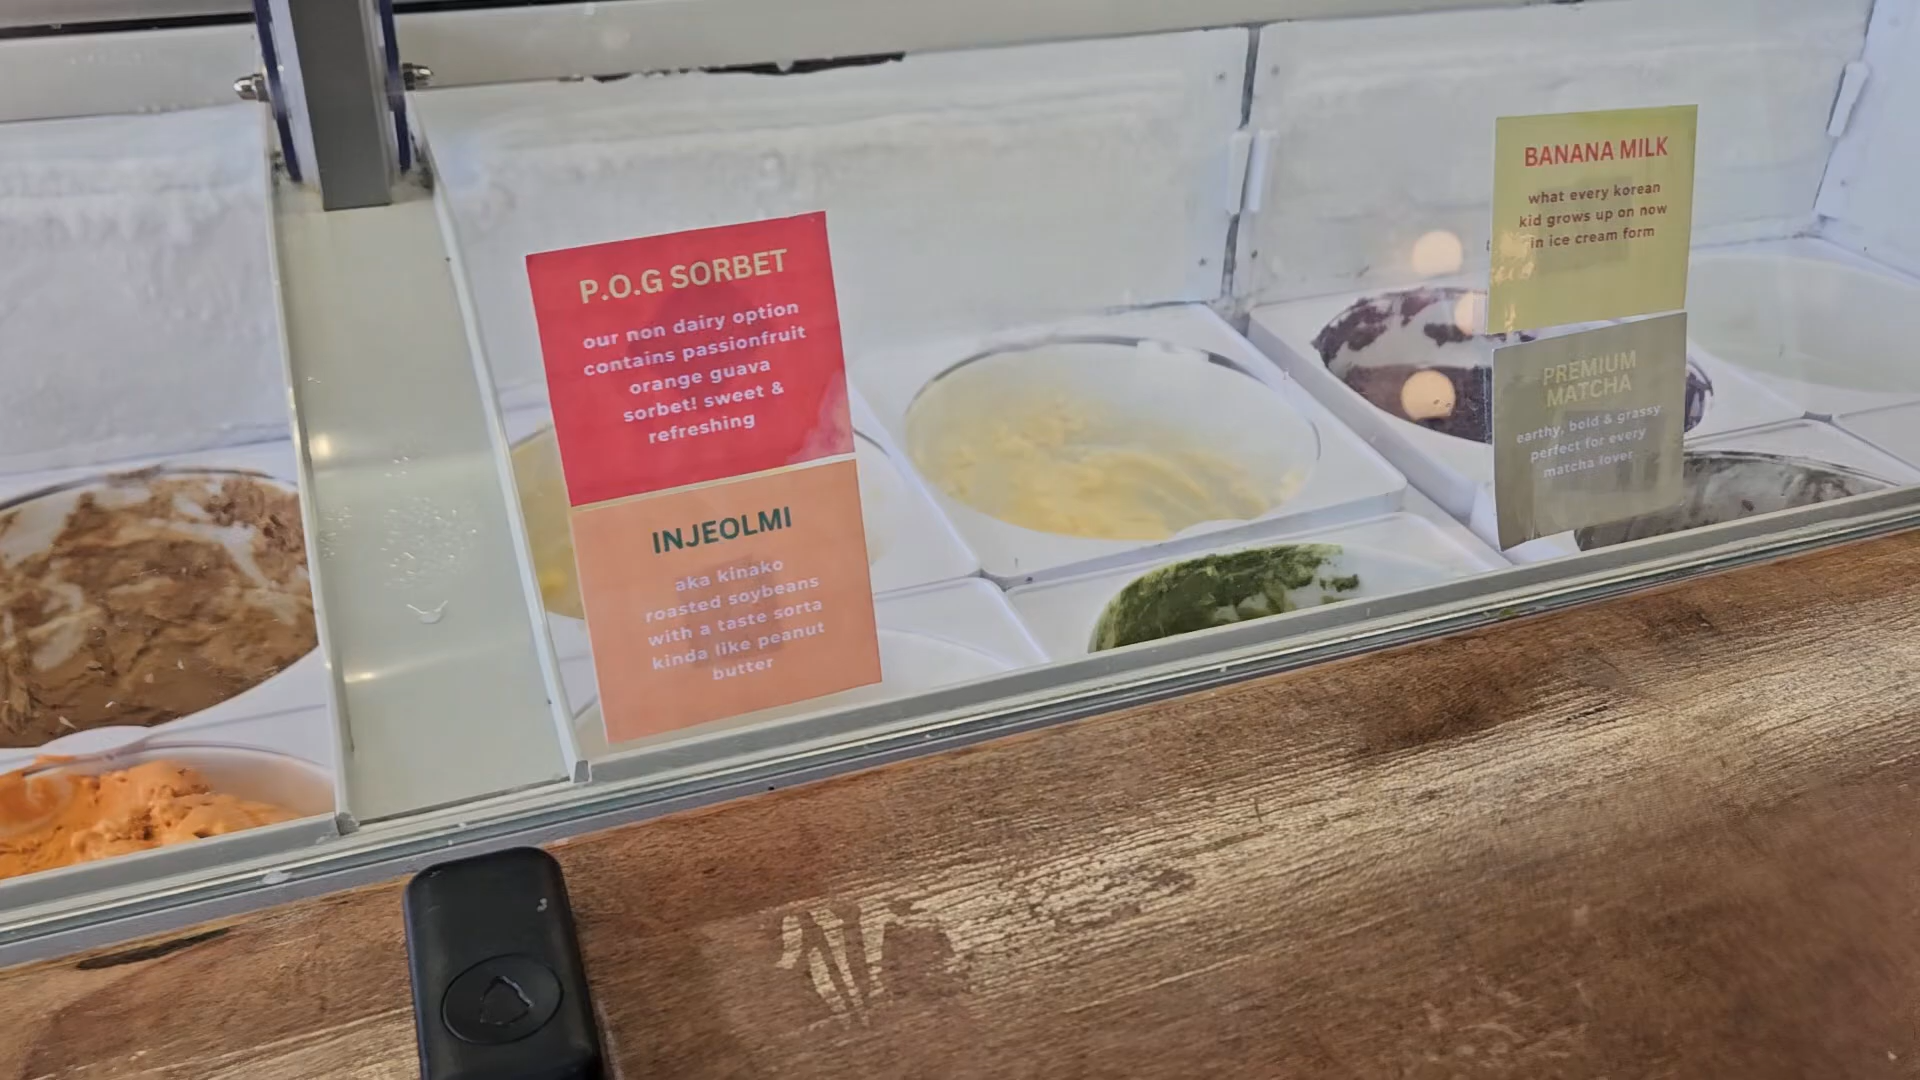 P.O.G SORBET
our non dairy option
contains passionfruit
orange guava
sorbet! sweet &
refreshing
INJEOLMI
aka kinako
roasted soybeans
with a taste sorta
kinda like peanut
butter
BANANA MILK
what every korean
kid grows up on now
in ice cream form
PREMIUM
MATCHA
earthy, bold & grassy
perfect for every
matcha lover